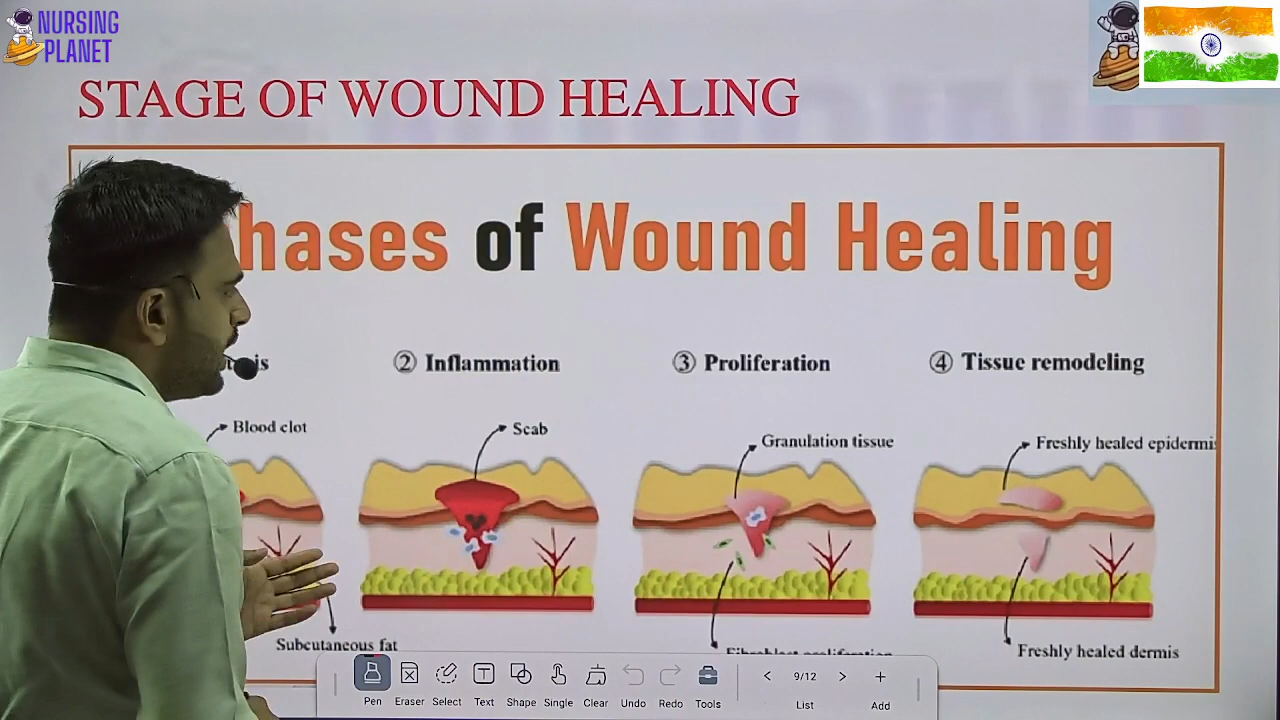 NURSING
PLANET
STAGE OF WOUND HEALING
hases of Wound Healing
② Inflammation
③ Proliferation
④ Tissue remodeling
Blood clot
Scab
Granulation tissue
Freshly healed epidermis
Subcutaneous fat
Freshly healed dermis
Pen
Eraser
Select
Text
Shape
Single
Clear
Undo
Redo
Tools
9/12
List
Add